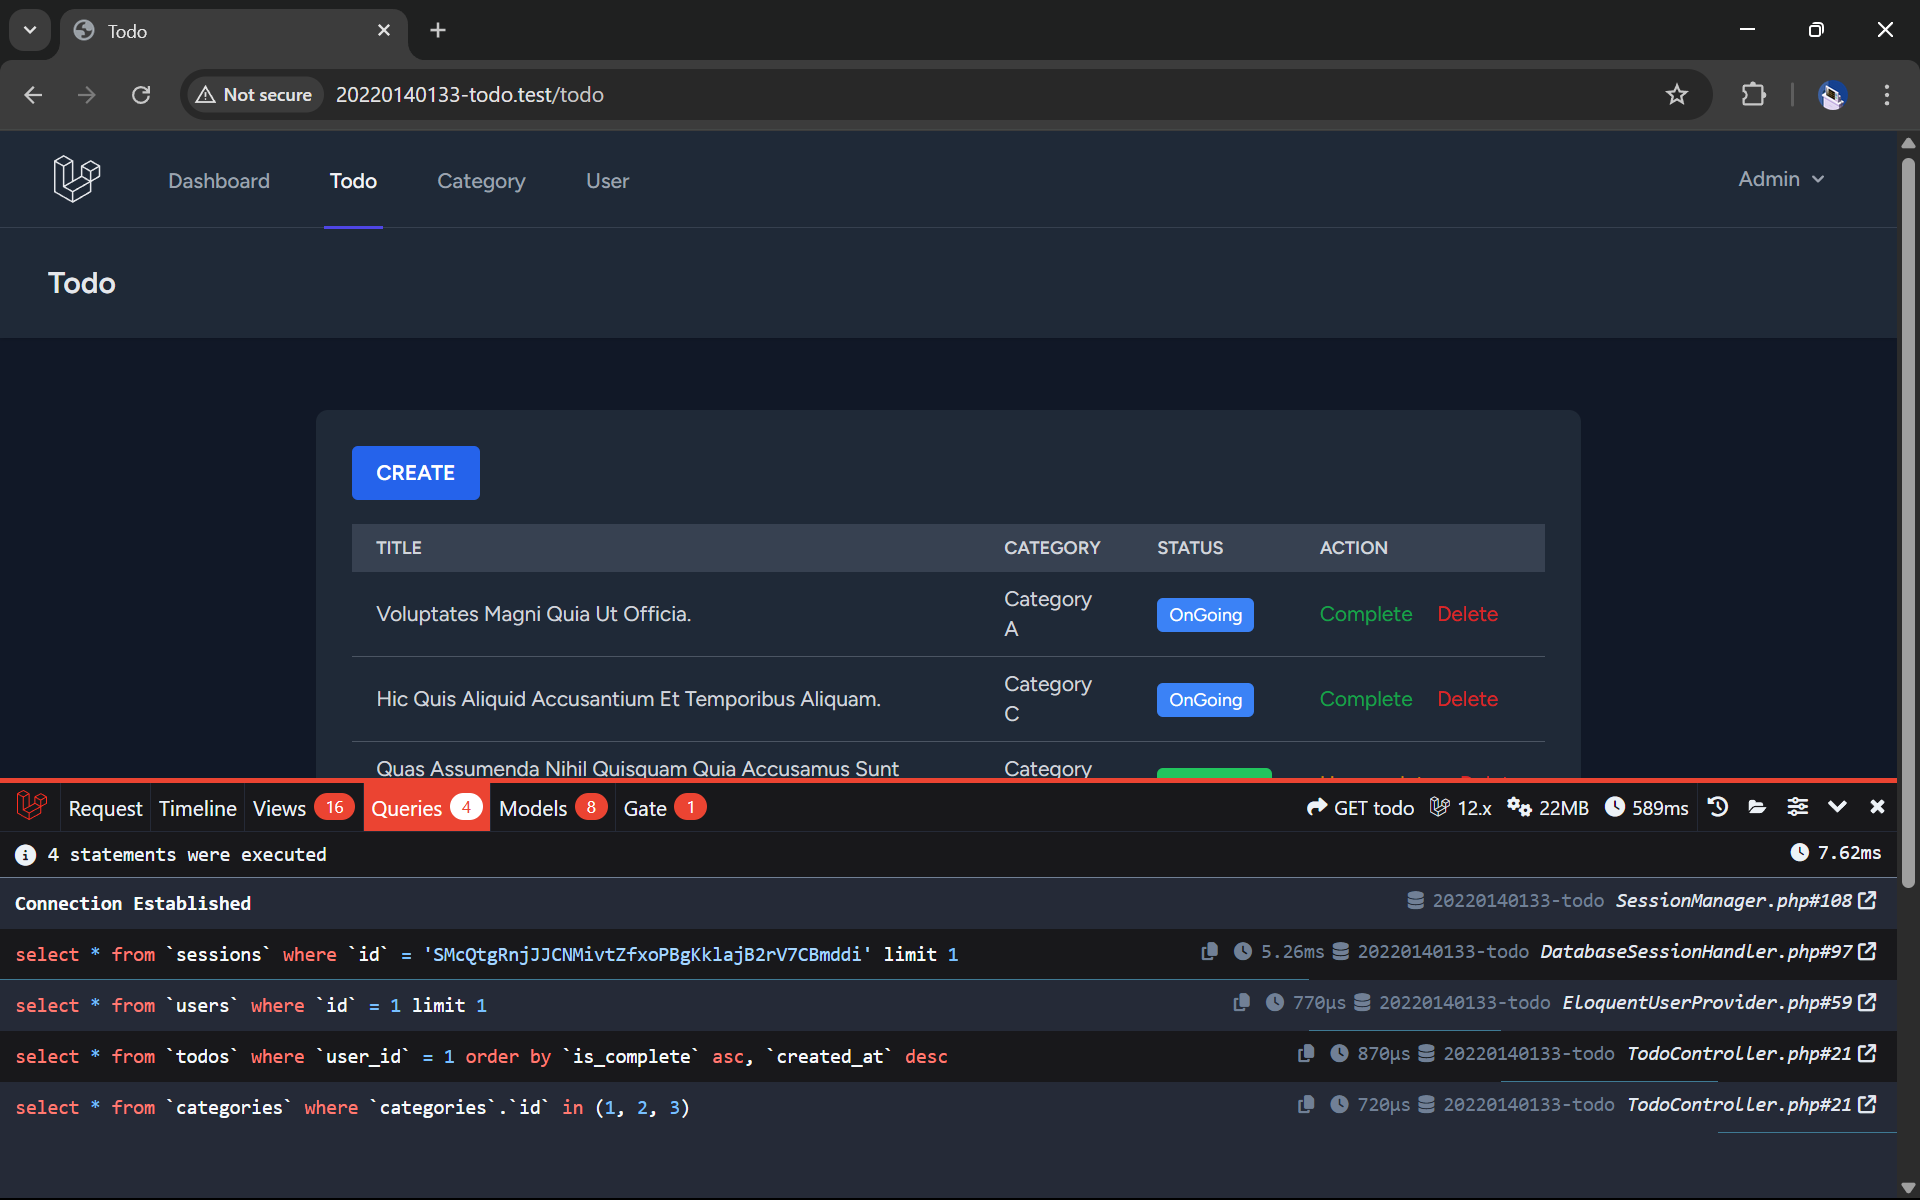 Todo
Not secure 20220140133-todo.test/todo
Dashboard Todo Category User Admin
Todo
CREATE
TITLE CATEGORY STATUS ACTION
Voluptates Magni Quia Ut Officia. Category A OnGoing Complete Delete
Hic Quis Aliquid Accusantium Et Temporibus Aliquam. Category C OnGoing Complete Delete
Quas Assumenda Nihil Quisquam Quia Accusamus Sunt Category
Request Timeline Views 16 Queries 4 Models 8 Gate 1 GET todo 12.x 22MB 589ms
4 statements were executed 7.62ms
Connection Established 20220140133-todo SessionManager.php#108
select * from `sessions` where `id` = 'SMcQtgRnjJJCNMivtZfxoPBgKklajB2rV7CBmddi' limit 1 5.26ms 20220140133-todo DatabaseSessionHandler.php#97
select * from `users` where `id` = 1 limit 1 770μs 20220140133-todo EloquentUserProvider.php#59
select * from `todos` where `user_id` = 1 order by `is_complete` asc, `created_at` desc 870μs 20220140133-todo TodoController.php#21
select * from `categories` where `categories`.`id` in (1, 2, 3) 720μs 20220140133-todo TodoController.php#21